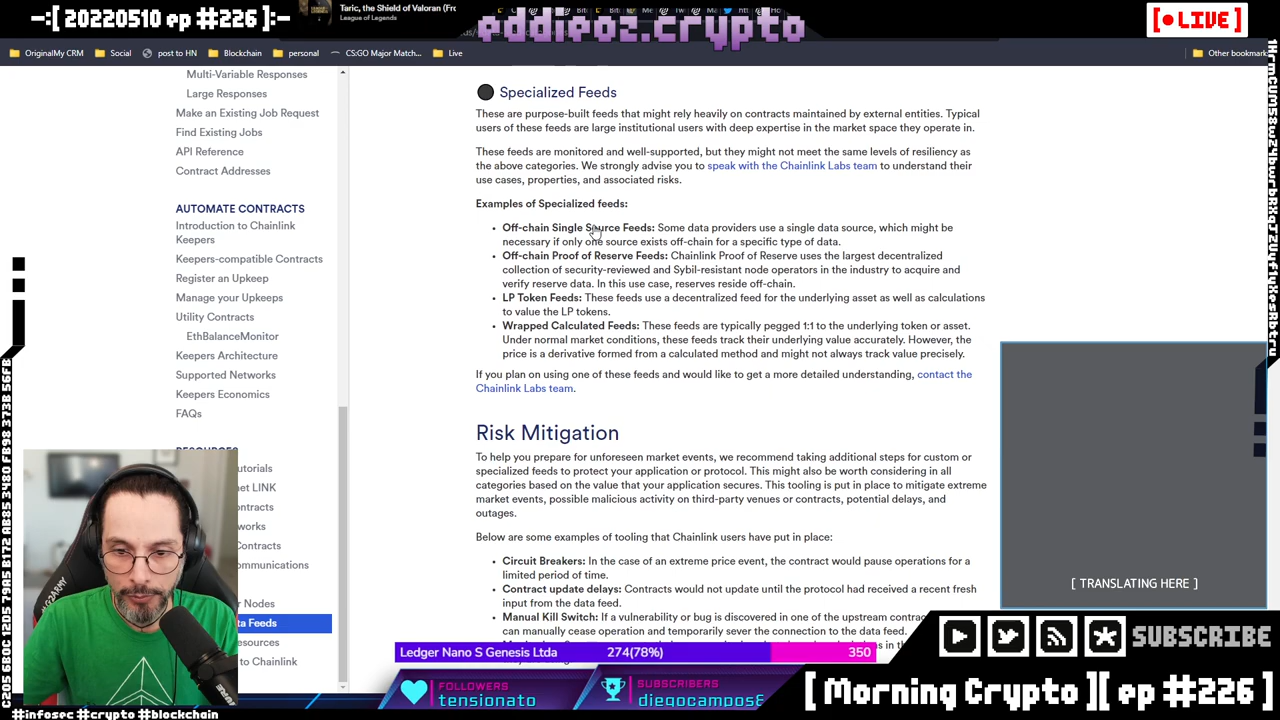 -:[ 20220510 ep #226 ]:-
Taric, the Shield of Valoran (Fro
League of Legends
eddieoz.crypto
[ LIVE ]
OriginalMy CRM
Social
post to HN
Blockchain
personal
CS:GO Major Match...
Live
Other bookmark
Multi-Variable Responses
Large Responses
Make an Existing Job Request
Find Existing Jobs
API Reference
Contract Addresses
AUTOMATE CONTRACTS
Introduction to Chainlink
Keepers
Keepers-compatible Contracts
Register an Upkeep
Manage your Upkeeps
Utility Contracts
EthBalanceMonitor
Keepers Architecture
Supported Networks
Keepers Economics
FAQs
Specialized Feeds
These are purpose-built feeds that might rely heavily on contracts maintained by external entities. Typical
users of these feeds are large institutional users with deep expertise in the market space they operate in.
These feeds are monitored and well-supported, but they might not meet the same levels of resiliency as
the above categories. We strongly advise you to speak with the Chainlink Labs team to understand their
use cases, properties, and associated risks.
Examples of Specialized feeds:
• Off-chain Single Source Feeds: Some data providers use a single data source, which might be
necessary if only one source exists off-chain for a specific type of data.
• Off-chain Proof of Reserve Feeds: Chainlink Proof of Reserve uses the largest decentralized
collection of security-reviewed and Sybil-resistant node operators in the industry to acquire and
verify reserve data. In this use case, reserves reside off-chain.
• LP Token Feeds: These feeds use a decentralized feed for the underlying asset as well as calculations
to value the LP tokens.
• Wrapped Calculated Feeds: These feeds are typically pegged 1:1 to the underlying token or asset.
Under normal market conditions, these feeds track their underlying value accurately. However, the
price is a derivative formed from a calculated method and might not always track value precisely.
If you plan on using one of these feeds and would like to get a more detailed understanding, contact the
Chainlink Labs team.
Risk Mitigation
To help you prepare for unforeseen market events, we recommend taking additional steps for custom or
specialized feeds to protect your application or protocol. This might also be worth considering in all
categories based on the value that your application secures. This tooling is put in place to mitigate extreme
market events, possible malicious activity on third-party venues or contracts, potential delays, and
outages.
Below are some examples of tooling that Chainlink users have put in place:
• Circuit Breakers: In the case of an extreme price event, the contract would pause operations for a
limited period of time.
• Contract update delays: Contracts would not update until the protocol had received a recent fresh
input from the data feed.
• Manual Kill Switch: If a vulnerability or bug is discovered in one of the upstream contrac
can manually cease operation and temporarily sever the connection to the data feed.
[ TRANSLATING HERE ]
Ledger Nano S Genesis Ltda
274(78%)
350
FOLLOWERS
tensionato
SUBSCRIBERS
diegocampos8
SUBSCRIBE
[ Morning Crypto ][ ep #226 ]
#crypto #blockchain